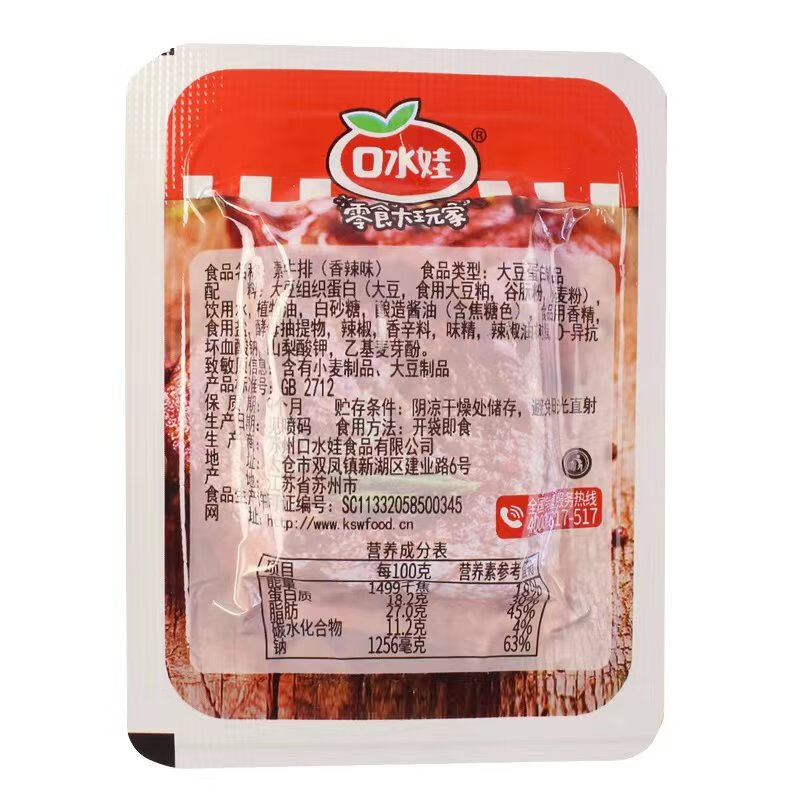 口水娃
®
零食大玩家
食品名称：素牛排（香辣味） 食品类型：大豆蛋白制品
配 料：大豆组织蛋白（大豆，食用大豆粕，谷朊粉，小麦粉），
饮用水，植物油，白砂糖，酿造酱油（含焦糖色），食品用香精，
食用盐，酵母抽提物，辣椒，香辛料，味精，辣椒油 D-异抗
坏血酸钠，山梨酸钾，乙基麦芽酚。
致敏原信息：含有小麦制品、大豆制品
产品标准号：GB 2712
保 质 期： 个月 贮存条件：阴凉干燥处储存， 光直射
生产日期：见喷码 食用方法：开袋即食
生 产 商：苏州口水娃食品有限公司
地 址：太仓市双凤镇新湖区建业路6号
产 地：江苏省苏州市
食品生产许可证编号：SC11332058500345
网 址：http://www.kswfood.cn
全国服务热线
517-517
营养成分表
项目 每100克 营养素参考值%
能量 1499千焦 18%
蛋白质 18.2克 30%
脂肪 27.0克 45%
碳水化合物 11.2克 4%
钠 1256毫克 63%